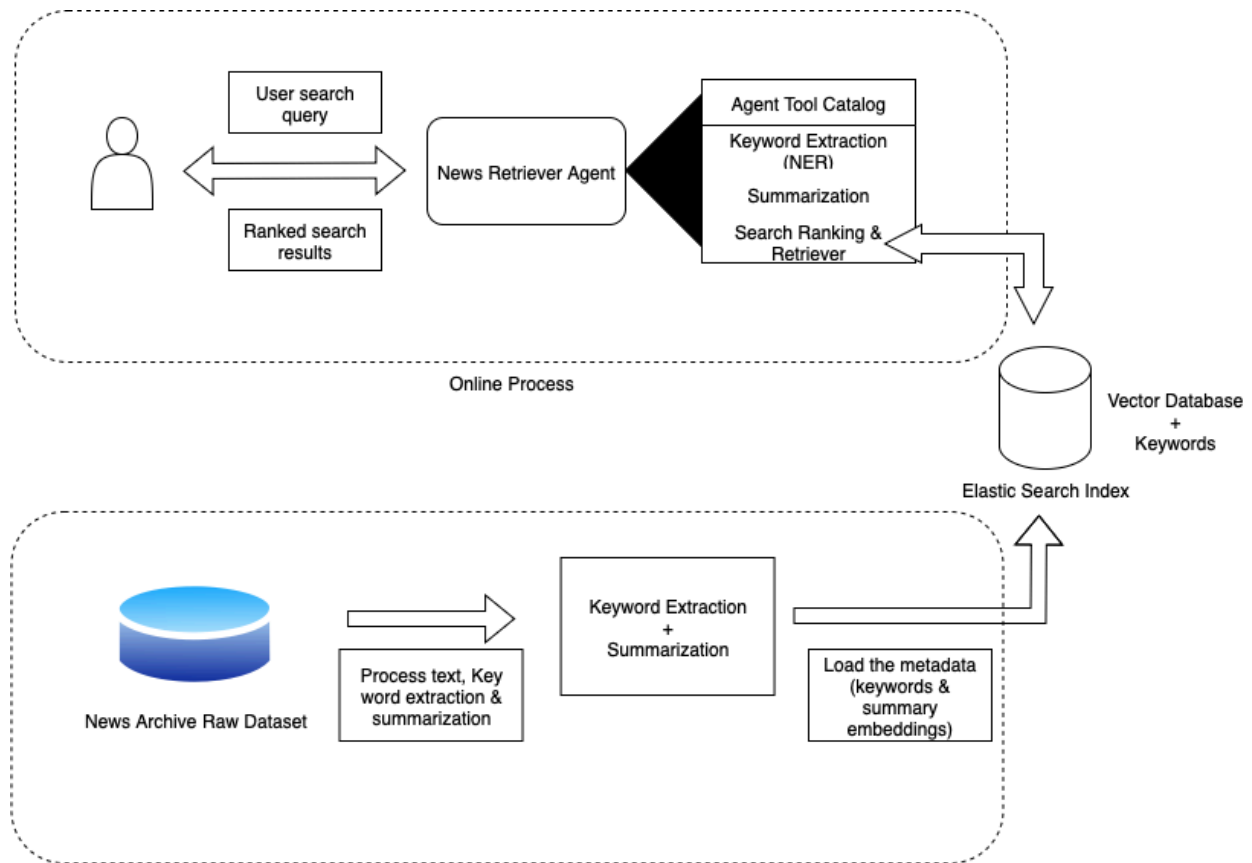 User search
query
Ranked search
results
News Retriever Agent
Agent Tool Catalog
Keyword Extraction
(NER)
Summarization
Search Ranking &
Retriever
Online Process
Vector Database
+
Keywords
Elastic Search Index
News Archive Raw Dataset
Process text, Key
word extraction &
summarization
Keyword Extraction
+
Summarization
Load the metadata
(keywords &
summary
embeddings)